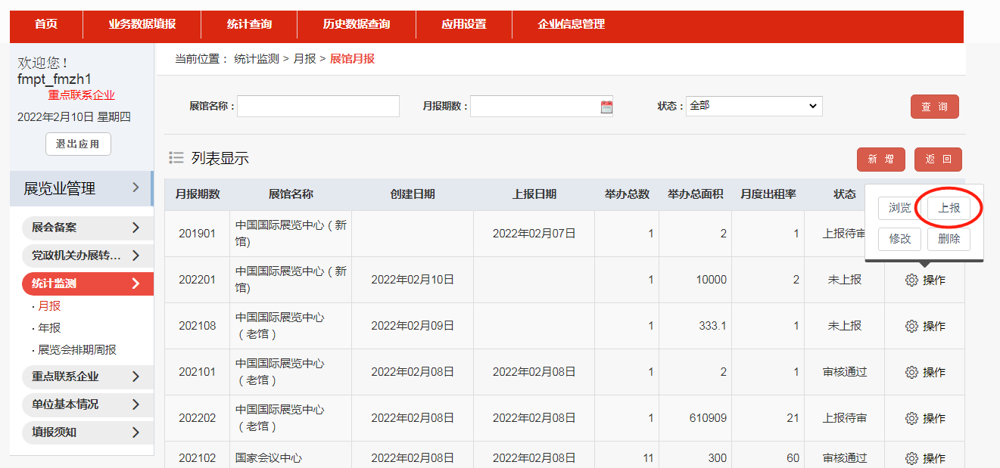 首页 业务数据填报 统计查询 历史数据查询 应用设置 企业信息管理
欢迎您！
fmpt_fmzh1
重点联系企业
2022年2月10日 星期四
退出应用
展览业管理
展会备案
党政机关办展转...
统计监测
· 月报
· 年报
· 展览会排期周报
重点联系企业
单位基本情况
填报须知
当前位置： 统计监测 > 月报 > 展馆月报
展馆名称： 月报期数： 状态： 全部 查 询
列表显示 新 增 返 回
月报期数 展馆名称 创建日期 上报日期 举办总数 举办总面积 月度出租率 状态
浏览 上报
修改 删除
201901 中国国际展览中心（新 2022年02月07日 1 2 1 上报待审
馆）
202201 中国国际展览中心（新 2022年02月10日 1 10000 2 未上报 操作
馆）
202108 中国国际展览中心 2022年02月09日 1 333.1 1 未上报 操作
（老馆）
202101 中国国际展览中心 2022年02月08日 2022年02月08日 1 2 1 审核通过 操作
（老馆）
202202 中国国际展览中心 2022年02月08日 2022年02月08日 1 610909 21 上报待审 操作
（老馆）
202102 国家会议中心 2022年02月08日 2022年02月08日 11 300 60 审核通过 操作